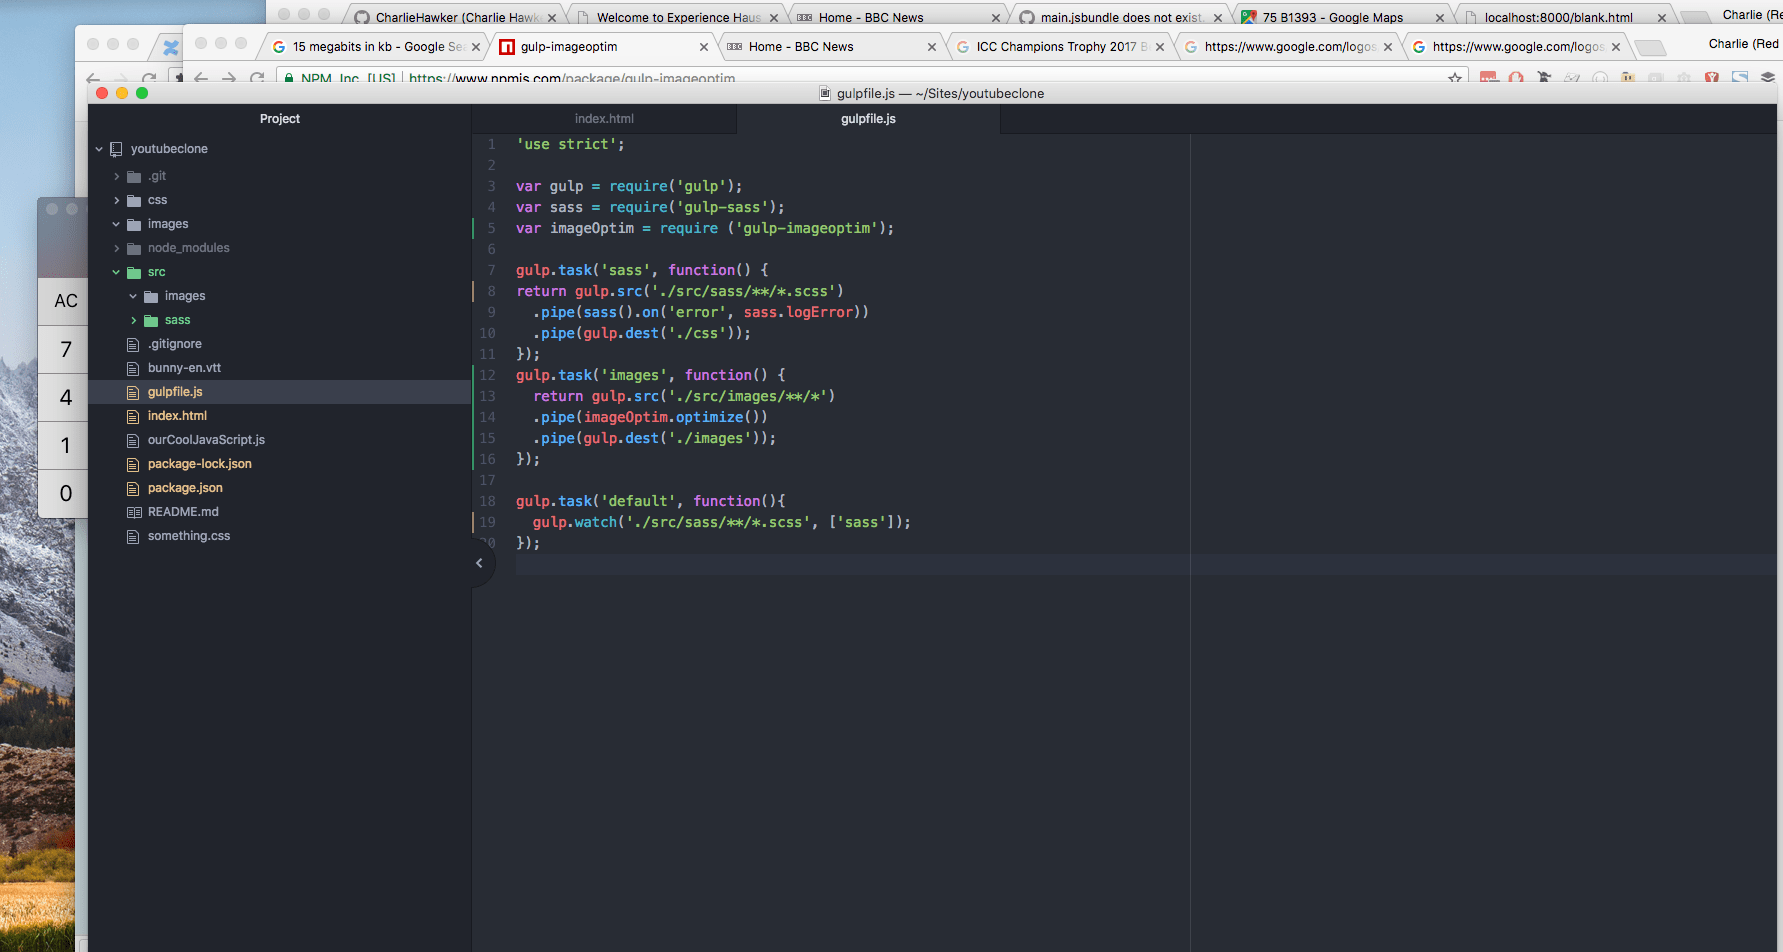 CharlieHawker (Charlie Hawke
Welcome to Experience Haus
Home - BBC News
main.jsbundle does not exist.
75 B1393 - Google Maps
localhost:8000/blank.html
Charlie (Re
15 megabits in kb - Google Sea
gulp-imageoptim
Home - BBC News
ICC Champions Trophy 2017 B
https://www.google.com/logos
https://www.google.com/logos
Charlie (Red
NPM, Inc. [US] https://www.npmjs.com/package/gulp-imageoptim
gulpfile.js — ~/Sites/youtubeclone
Project
index.html
gulpfile.js
youtubeclone
.git
css
images
node_modules
src
images
sass
.gitignore
bunny-en.vtt
gulpfile.js
index.html
ourCoolJavaScript.js
package-lock.json
package.json
README.md
something.css
AC
7
4
1
0
1 'use strict';
2
3 var gulp = require('gulp');
4 var sass = require('gulp-sass');
5 var imageOptim = require ('gulp-imageoptim');
6
7 gulp.task('sass', function() {
8 return gulp.src('./src/sass/**/*.scss')
9 .pipe(sass().on('error', sass.logError))
10 .pipe(gulp.dest('./css'));
11 });
12 gulp.task('images', function() {
13 return gulp.src('./src/images/**/*')
14 .pipe(imageOptim.optimize())
15 .pipe(gulp.dest('./images'));
16 });
17
18 gulp.task('default', function(){
19 gulp.watch('./src/sass/**/*.scss', ['sass']);
20 });